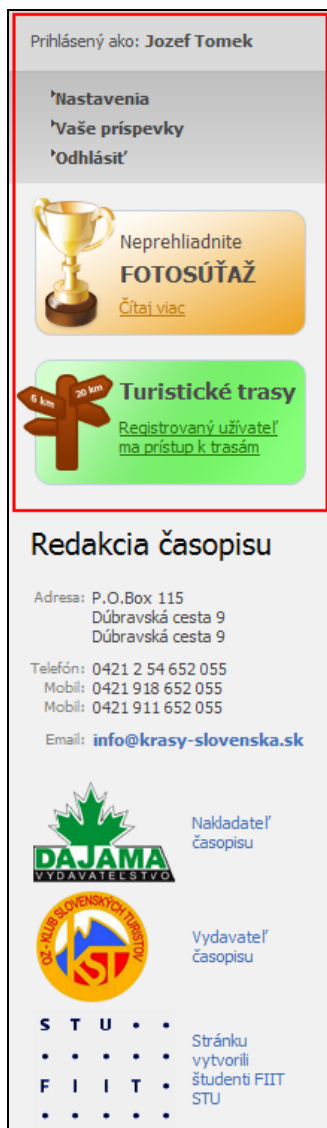 Prihlásený ako: Jozef Tomek
Nastavenia
Vaše príspevky
Odhlásiť
Neprehliadnite
FOTOSÚŤAŽ
Čítaj viac
6 km
20 km
Turistické trasy
Registrovaný užívateľ
ma prístup k trasám
Redakcia časopisu
Adresa: P.O.Box 115
Dúbravská cesta 9
Dúbravská cesta 9
Telefón: 0421 2 54 652 055
Mobil: 0421 918 652 055
Mobil: 0421 911 652 055
Email: info@krasy-slovenska.sk
DAJAMA
VYDAVATEĽSTVO
Nakladateľ
časopisu
OZ - KLUB SLOVENSKÝCH TURISTOV
KST
Vydavateľ
časopisu
S T U
F I I T
Stránku
vytvorili
študenti FIIT
STU